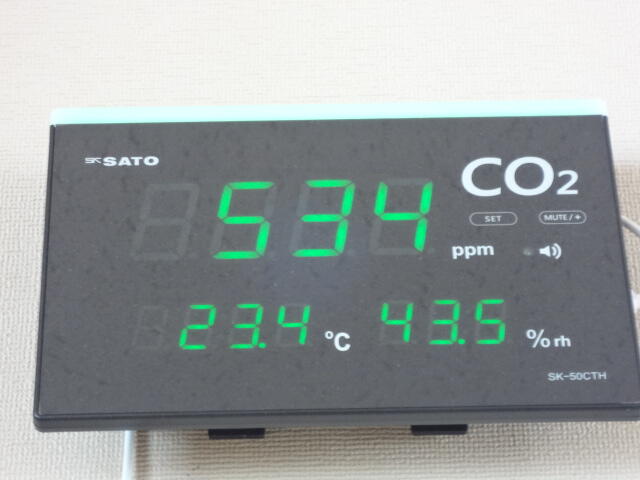 SK SATO
CO2
534 ppm
SET MUTE/+
23.4 °C 43.5 %rh
SK-50CTH